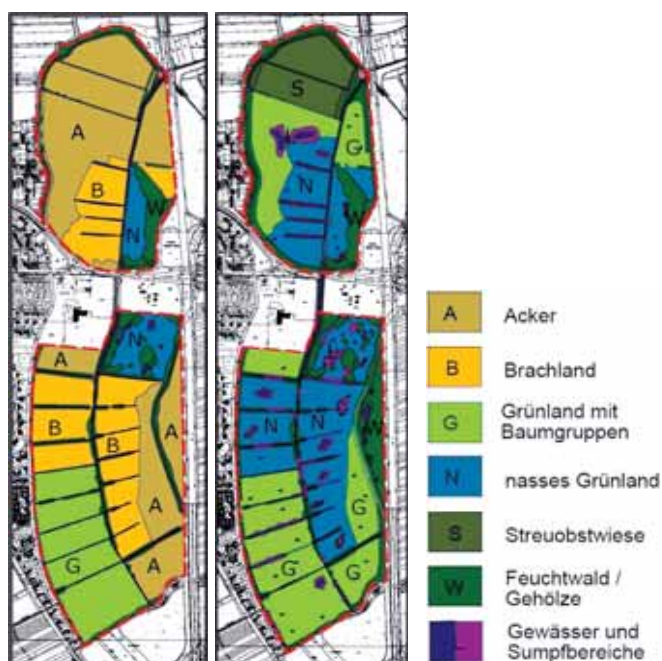 A
B
N
W
A
N
B
B
A
A
G
A
S
G
N
W
N
N
N
W
G
G
G
A Acker
B Brachland
G Grünland mit
Baumgruppen
N nasses Grünland
S Streuobstwiese
W Feuchtwald /
Gehölze
Gewässer und
Sumpfbereiche